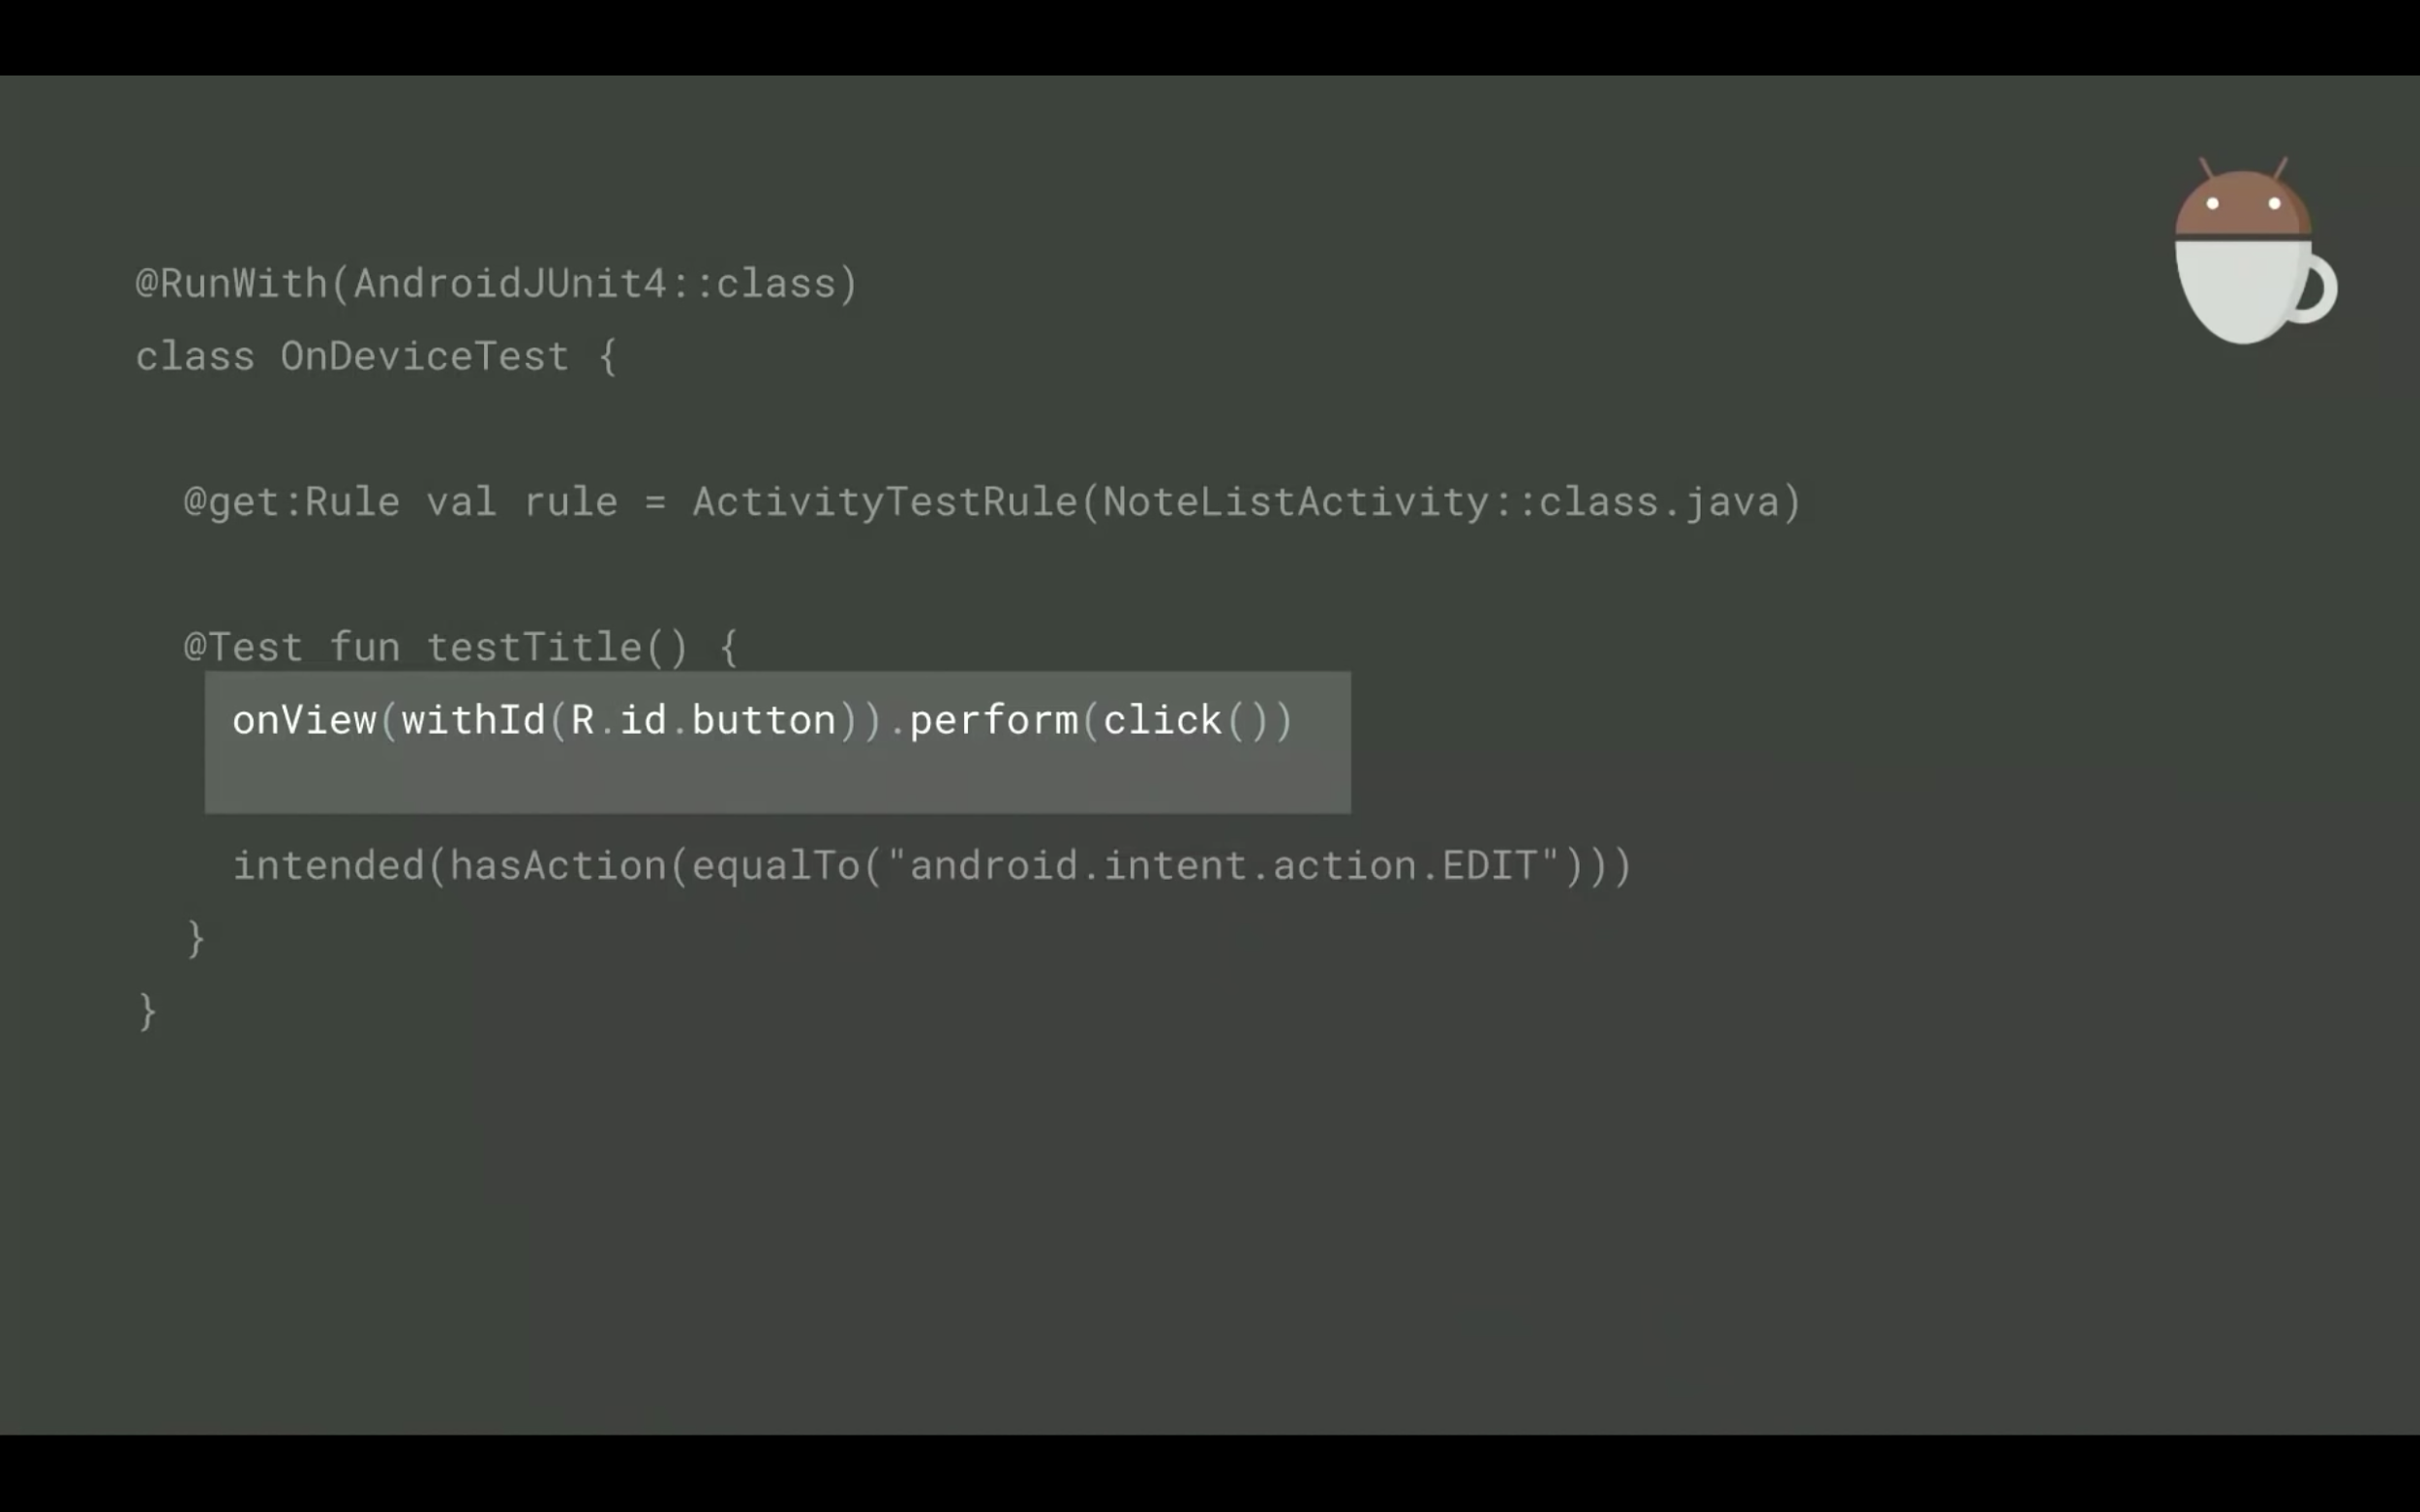 @RunWith(AndroidJUnit4::class)
class OnDeviceTest {
@get:Rule val rule = ActivityTestRule(NoteListActivity::class.java)
@Test fun testTitle() {
onView(withId(R.id.button)).perform(click())
intended(hasAction(equalTo("android.intent.action.EDIT")))
}
}